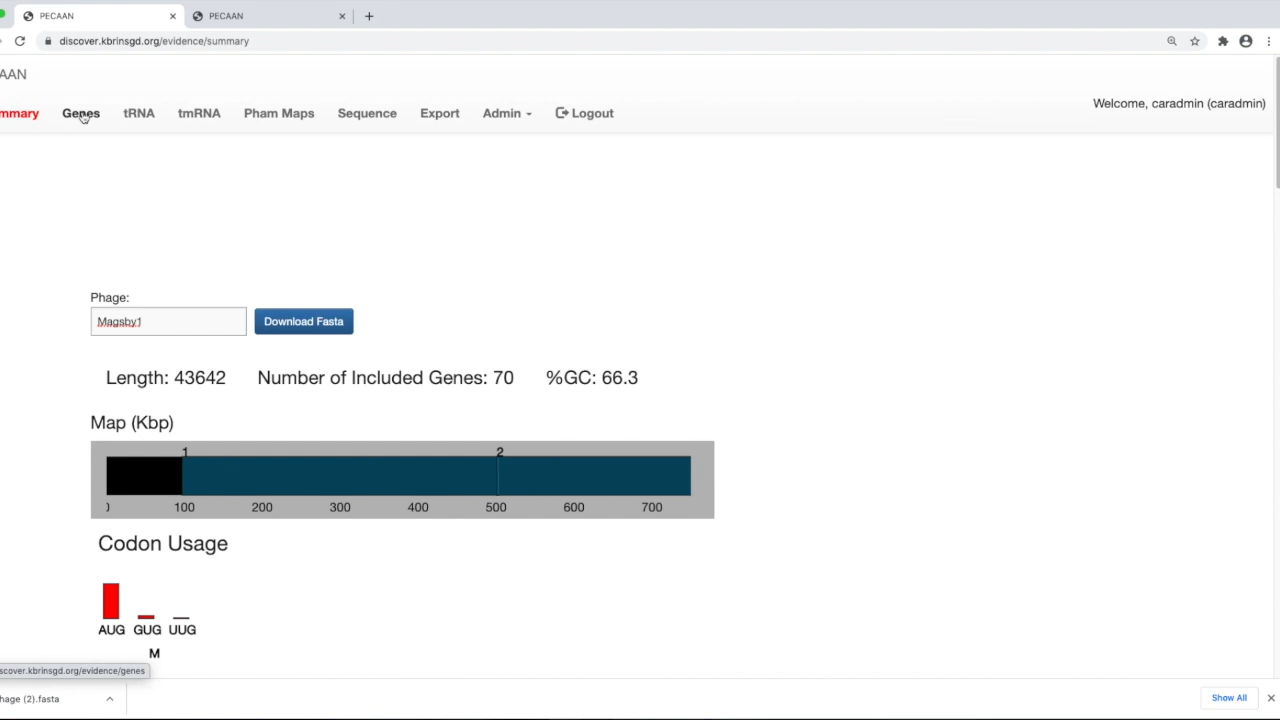 PECAAN
PECAAN
discover.kbrinsgd.org/evidence/summary
AAN
mmary Genes tRNA tmRNA Pham Maps Sequence Export Admin Logout
Welcome, caradmin (caradmin)
Phage:
Magsby1 Download Fasta
Length: 43642 Number of Included Genes: 70 %GC: 66.3
Map (Kbp)
1 2
100 200 300 400 500 600 700
Codon Usage
AUG GUG UUG
M
scover.kbrinsgd.org/evidence/genes
hage (2).fasta
Show All